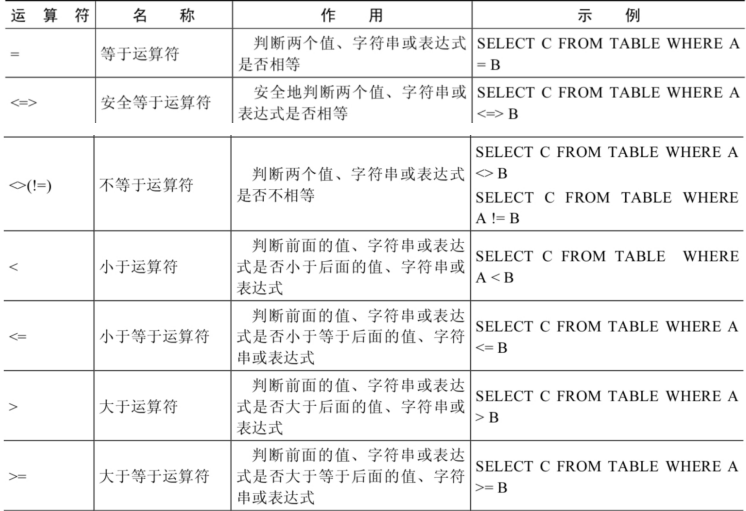 运 算 符 名 称 作 用 示 例
= 等于运算符 判断两个值、字符串或表达式 SELECT C FROM TABLE WHERE A
是否相等 = B
<=> 安全等于运算符 安全地判断两个值、字符串或 SELECT C FROM TABLE WHERE A
表达式是否相等 <=> B
<>(!=) 不等于运算符 判断两个值、字符串或表达式 SELECT C FROM TABLE WHERE A
是否不相等 <> B
SELECT C FROM TABLE WHERE
A != B
< 小于运算符 判断前面的值、字符串或表达 SELECT C FROM TABLE WHERE
式是否小于后面的值、字符串或 A < B
表达式
<= 小于等于运算符 判断前面的值、字符串或表达 SELECT C FROM TABLE WHERE A
式是否小于等于后面的值、字符 <= B
串或表达式
> 大于运算符 判断前面的值、字符串或表达 SELECT C FROM TABLE WHERE A
式是否大于后面的值、字符串或 > B
表达式
>= 大于等于运算符 判断前面的值、字符串或表达 SELECT C FROM TABLE WHERE A
式是否大于等于后面的值、字符 >= B
串或表达式